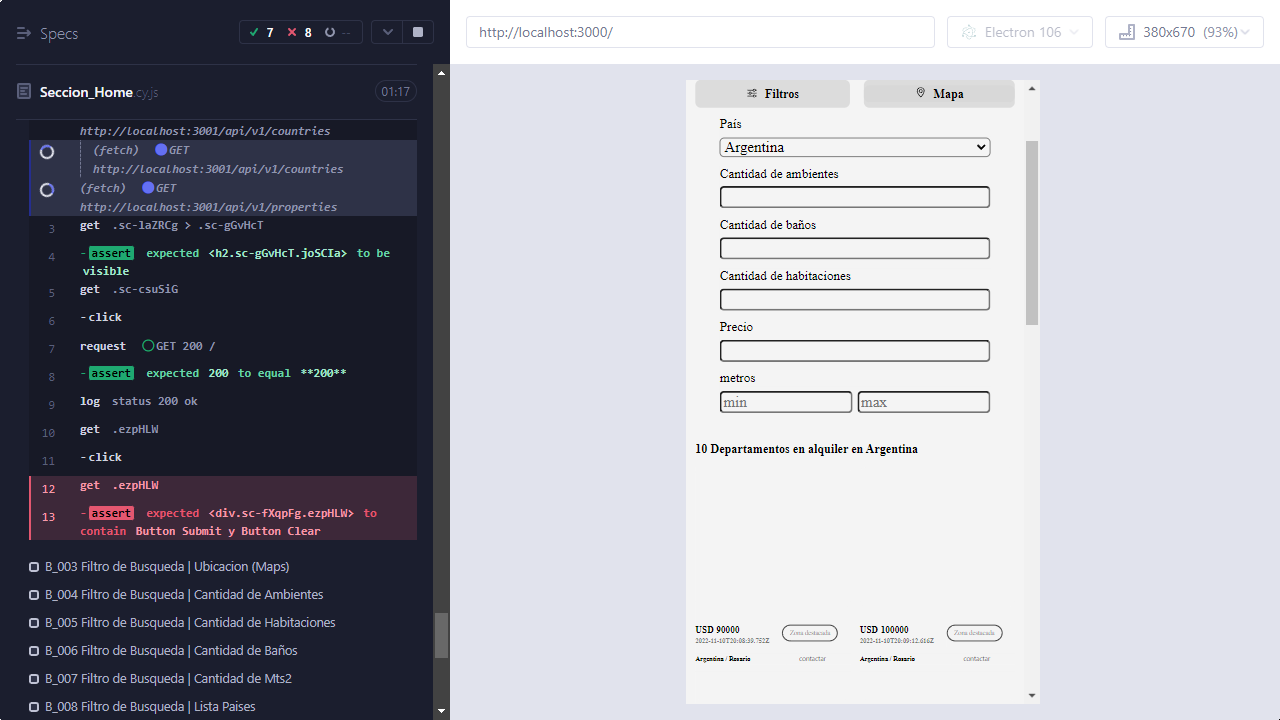 Specs
7
8
--
Seccion_Home.cy.js
01:17
http://localhost:3001/api/v1/countries
(fetch) GET
http://localhost:3001/api/v1/countries
(fetch) GET
http://localhost:3001/api/v1/properties
3 get .sc-laZRCg > .sc-gGvHcT
4 -assert expected <h2.sc-gGvHcT.joSCIa> to be
visible
5 get .sc-csuSiG
6 -click
7 request GET 200 /
8 -assert expected 200 to equal **200**
9 log status 200 ok
10 get .ezpHLW
11 -click
12 get .ezpHLW
13 -assert expected <div.sc-fXqpFg.ezpHLW> to
contain Button Submit y Button Clear
B_003 Filtro de Busqueda | Ubicacion (Maps)
B_004 Filtro de Busqueda | Cantidad de Ambientes
B_005 Filtro de Busqueda | Cantidad de Habitaciones
B_006 Filtro de Busqueda | Cantidad de Baños
B_007 Filtro de Busqueda | Cantidad de Mts2
B_008 Filtro de Busqueda | Lista Paises
http://localhost:3000/
Electron 106
380x670 (93%)
Filtros
Mapa
País
Argentina
Cantidad de ambientes
Cantidad de baños
Cantidad de habitaciones
Precio
metros
min
max
10 Departamentos en alquiler en Argentina
USD 90000
2022-11-10T20:08:39.752Z
Zona destacada
Argentina / Rosario
contactar
USD 100000
2022-11-10T20:09:12.616Z
Zona destacada
Argentina / Rosario
contactar